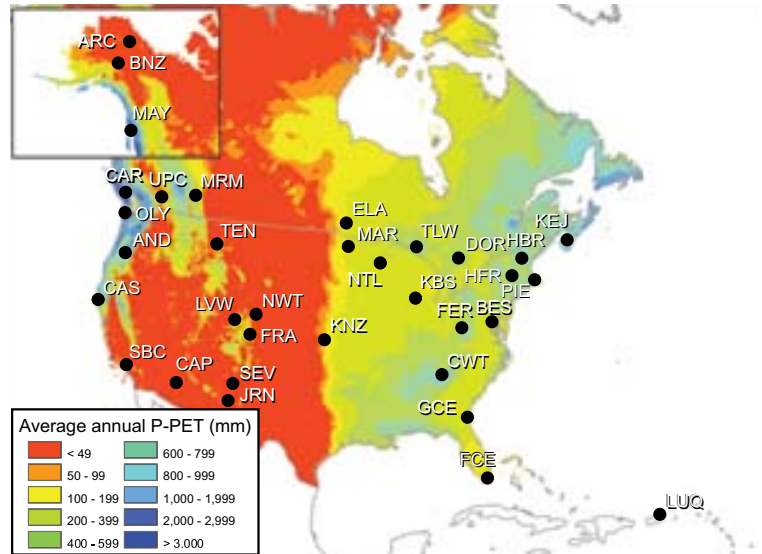 ARC
BNZ
MAY
CAR
UPC
MRM
OLY
AND
TEN
ELA
MAR
TLW
DOR
HBR
KEJ
NTL
HFR
KBS
PIE
CAS
LVW
NWT
FER
BES
FRA
KNZ
SBC
CAP
SEV
CWT
JRN
GCE
FCE
LUQ
Average annual P-PET (mm)
< 49
50 - 99
100 - 199
200 - 399
400 - 599
600 - 799
800 - 999
1,000 - 1,999
2,000 - 2,999
> 3.000